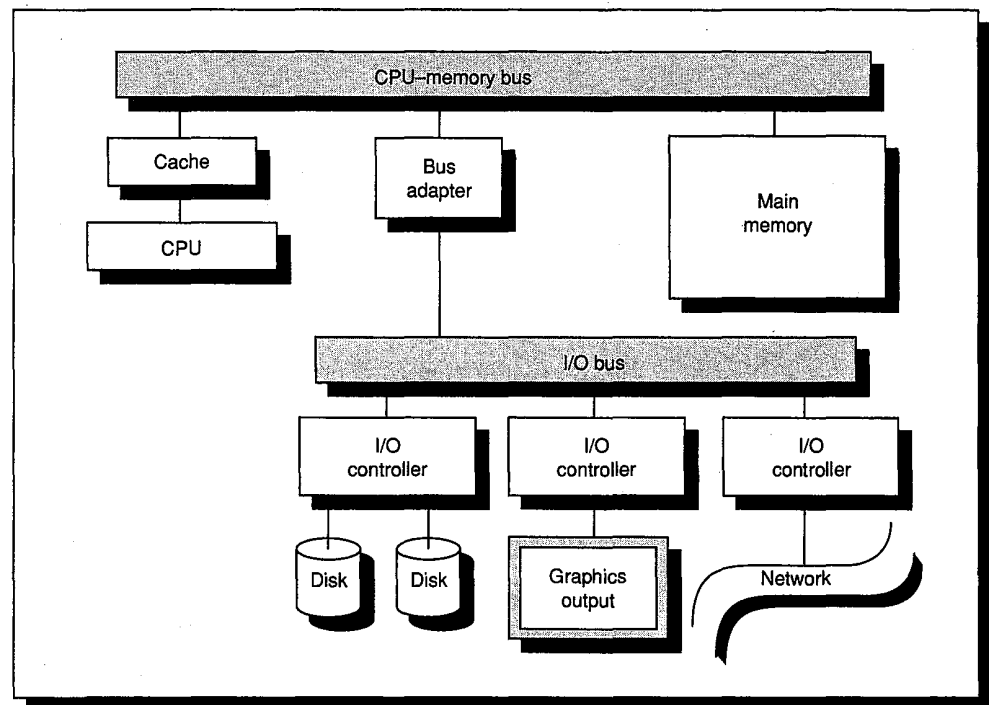 CPU–memory bus
Cache
Bus
adapter
Main
memory
CPU
I/O bus
I/O
controller
I/O
controller
I/O
controller
Disk
Disk
Graphics
output
Network